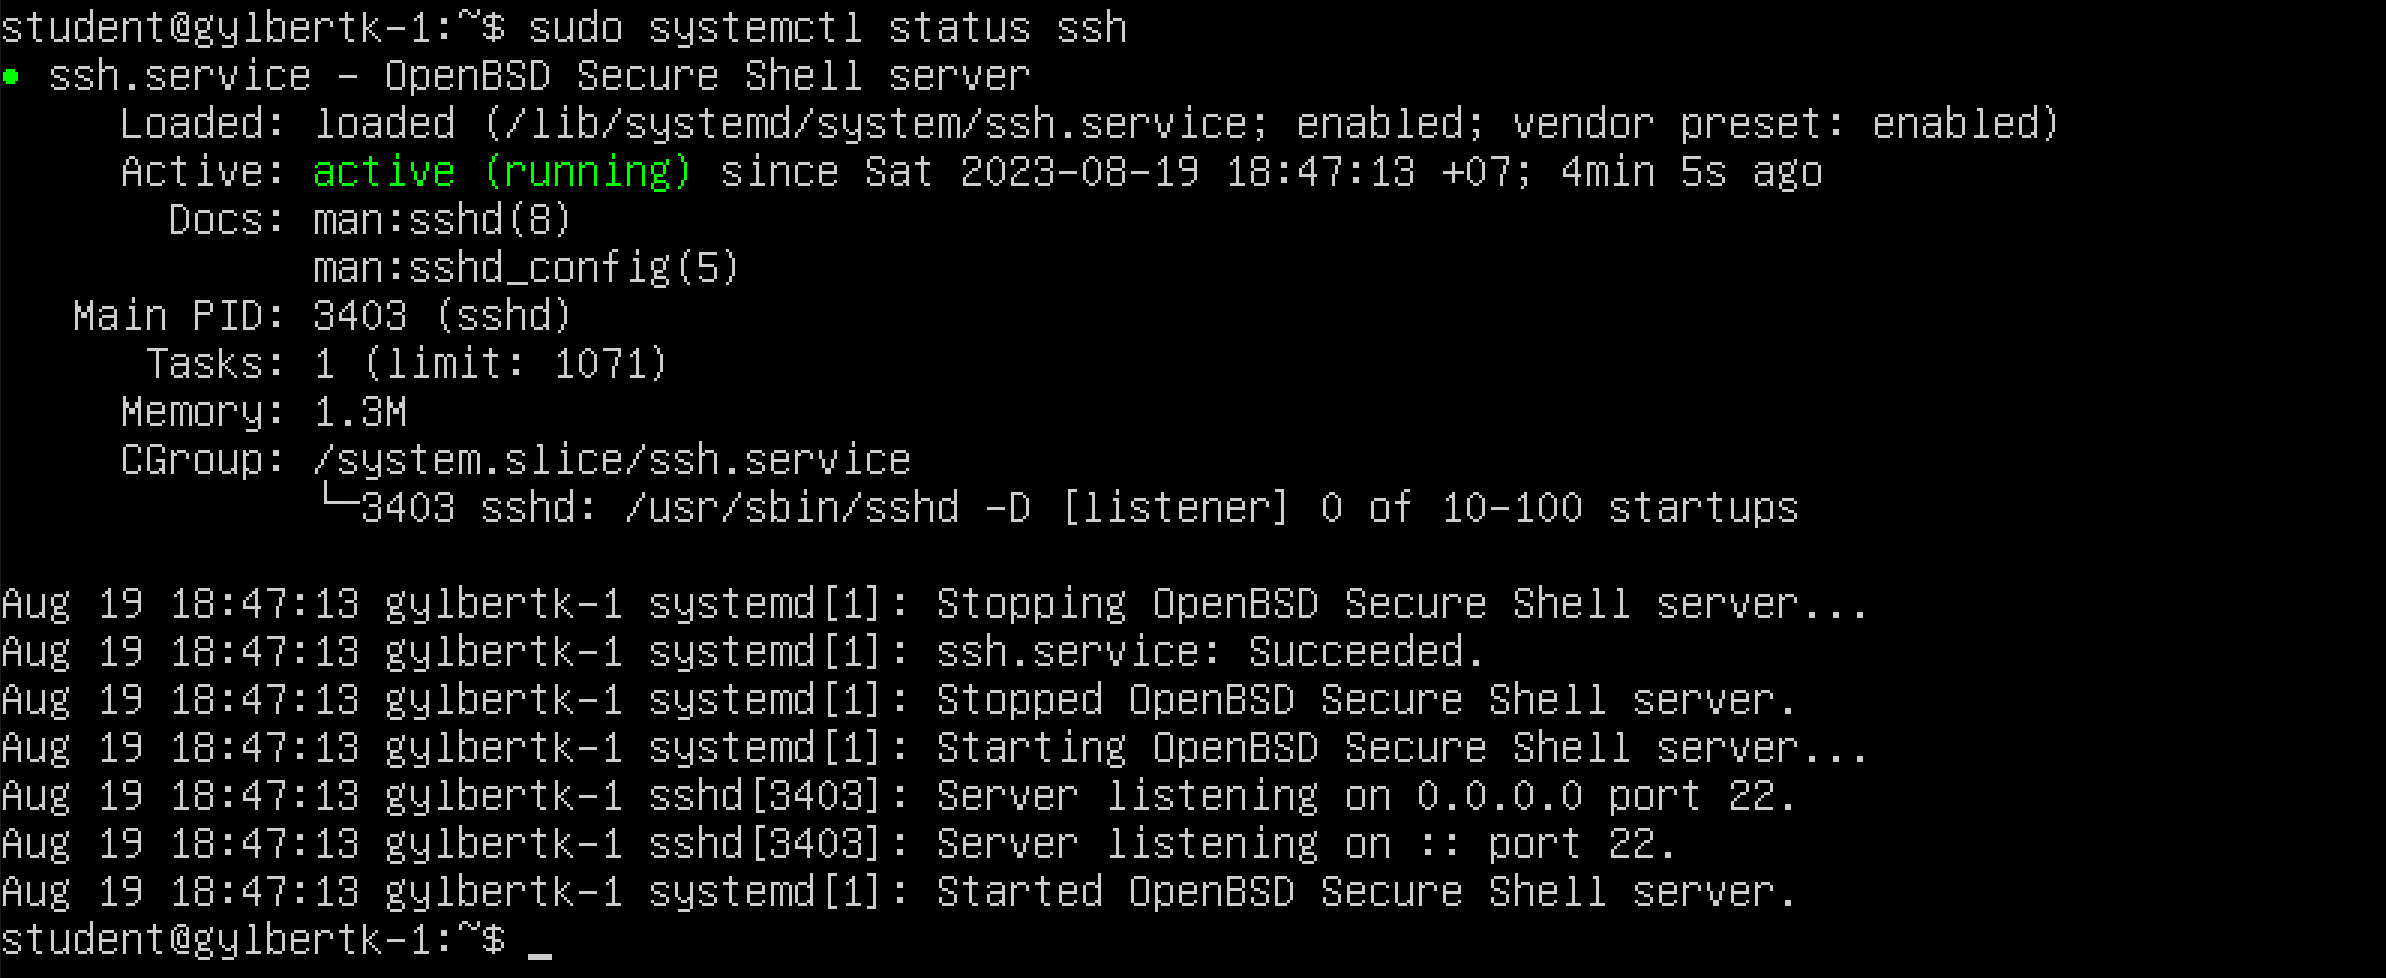 student@gylbertk-1:~$ sudo systemctl status ssh
● ssh.service - OpenBSD Secure Shell server
     Loaded: loaded (/lib/systemd/system/ssh.service; enabled; vendor preset: enabled)
     Active: active (running) since Sat 2023-08-19 18:47:13 +07; 4min 5s ago
       Docs: man:sshd(8)
             man:sshd_config(5)
   Main PID: 3403 (sshd)
      Tasks: 1 (limit: 1071)
     Memory: 1.3M
     CGroup: /system.slice/ssh.service
             └─3403 sshd: /usr/sbin/sshd -D [listener] 0 of 10-100 startups

Aug 19 18:47:13 gylbertk-1 systemd[1]: Stopping OpenBSD Secure Shell server...
Aug 19 18:47:13 gylbertk-1 systemd[1]: ssh.service: Succeeded.
Aug 19 18:47:13 gylbertk-1 systemd[1]: Stopped OpenBSD Secure Shell server.
Aug 19 18:47:13 gylbertk-1 systemd[1]: Starting OpenBSD Secure Shell server...
Aug 19 18:47:13 gylbertk-1 sshd[3403]: Server listening on 0.0.0.0 port 22.
Aug 19 18:47:13 gylbertk-1 sshd[3403]: Server listening on :: port 22.
Aug 19 18:47:13 gylbertk-1 systemd[1]: Started OpenBSD Secure Shell server.
student@gylbertk-1:~$ _